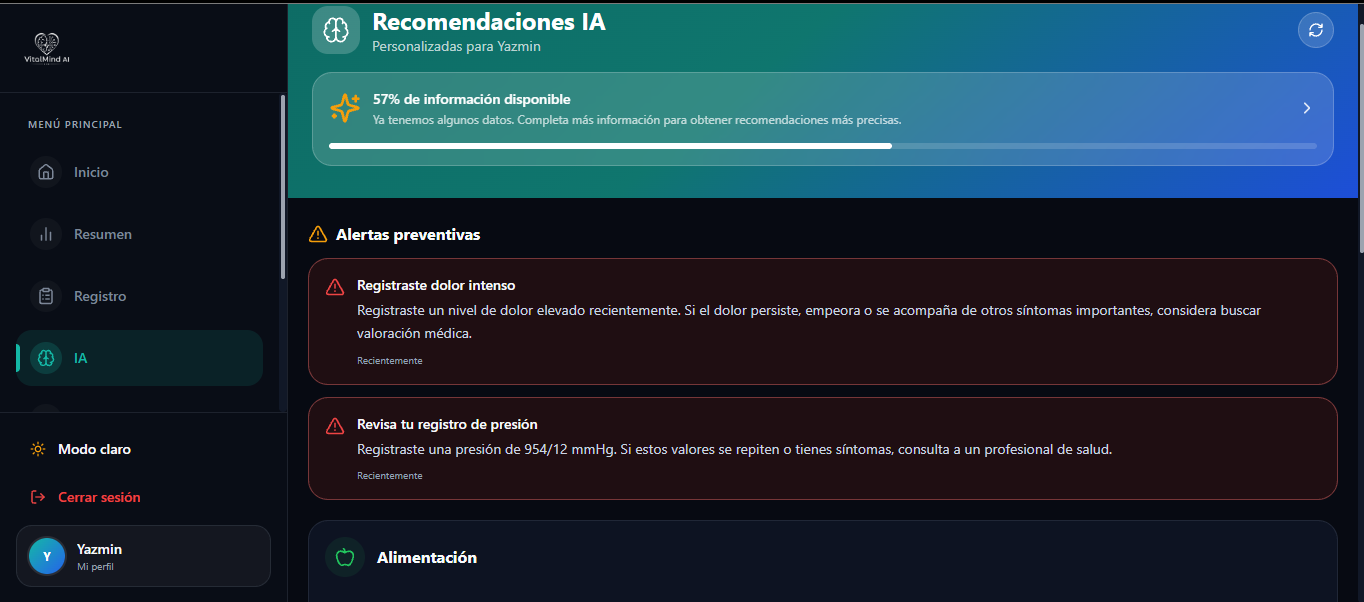 VitalMind AI
MENÚ PRINCIPAL
Inicio
Resumen
Registro
IA
Modo claro
Cerrar sesión
Y
Yazmin
Mi perfil
Recomendaciones IA
Personalizadas para Yazmin
57% de información disponible
Ya tenemos algunos datos. Completa más información para obtener recomendaciones más precisas.
Alertas preventivas
Registraste dolor intenso
Registraste un nivel de dolor elevado recientemente. Si el dolor persiste, empeora o se acompaña de otros síntomas importantes, considera buscar
valoración médica.
Recientemente
Revisa tu registro de presión
Registraste una presión de 954/12 mmHg. Si estos valores se repiten o tienes síntomas, consulta a un profesional de salud.
Recientemente
Alimentación